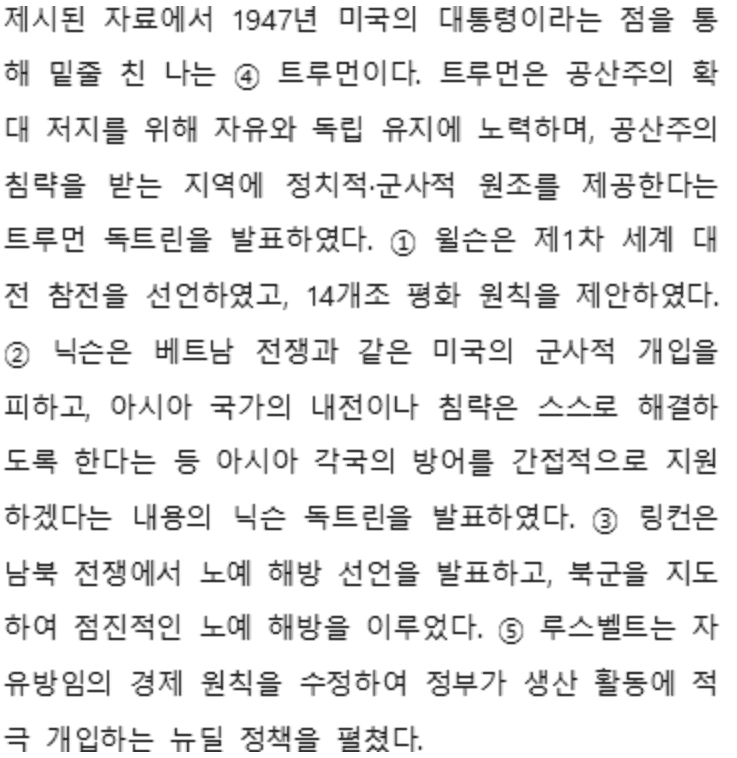 제시된 자료에서 1947년 미국의 대통령이라는 점을 통
해 밑줄 친 나는 ④ 트루먼이다. 트루먼은 공산주의 확
대 저지를 위해 자유와 독립 유지에 노력하며, 공산주의
침략을 받는 지역에 정치적·군사적 원조를 제공한다는
트루먼 독트린을 발표하였다. ① 윌슨은 제1차 세계 대
전 참전을 선언하였고, 14개조 평화 원칙을 제안하였다.
② 닉슨은 베트남 전쟁과 같은 미국의 군사적 개입을
피하고, 아시아 국가의 내전이나 침략은 스스로 해결하
도록 한다는 등 아시아 각국의 방어를 간접적으로 지원
하겠다는 내용의 닉슨 독트린을 발표하였다. ③ 링컨은
남북 전쟁에서 노예 해방 선언을 발표하고, 북군을 지도
하여 점진적인 노예 해방을 이루었다. ⑤ 루스벨트는 자
유방임의 경제 원칙을 수정하여 정부가 생산 활동에 적
극 개입하는 뉴딜 정책을 펼쳤다.